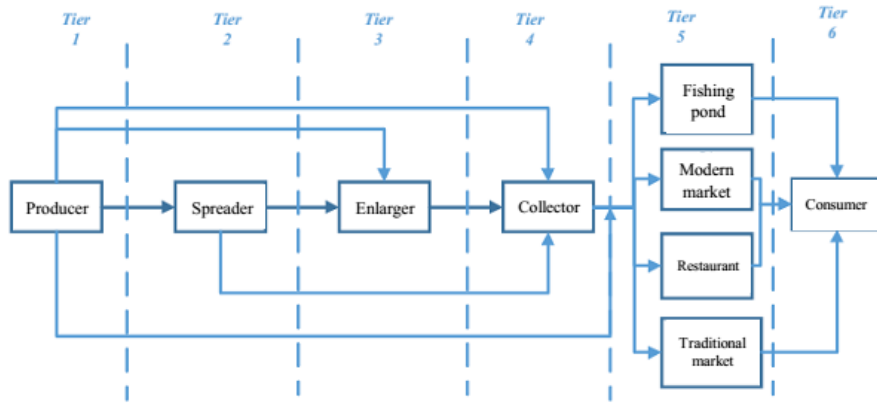 Tier
1
Tier
2
Tier
3
Tier
4
Tier
5
Tier
6
Fishing
pond
Modern
market
Producer
Spreader
Enlarger
Collector
Consumer
Restaurant
Traditional
market